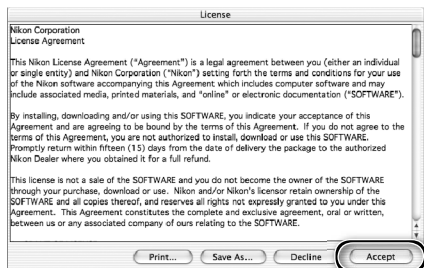 License
Nikon Corporation
License Agreement
This Nikon License Agreement ("Agreement") is a legal agreement between you (either an individual
or single entity) and Nikon Corporation ("Nikon") setting forth the terms and conditions for your use
of the Nikon software accompanying this Agreement which includes computer software and may
include associated media, printed materials, and "online" or electronic documentation ("SOFTWARE").
By installing, downloading and/or using this SOFTWARE, you indicate your acceptance of this
Agreement and are agreeing to be bound by the terms of this Agreement. If you do not agree to the
terms of this Agreement, you are not authorized to install, download or use this SOFTWARE.
Promptly return within fifteen (15) days from the date of delivery the package to the authorized
Nikon Dealer where you obtained it for a full refund.
This license is not a sale of the SOFTWARE and you do not become the owner of the SOFTWARE
through your purchase, download or use. Nikon and/or Nikon's licensor retain ownership of the
SOFTWARE and all copies thereof, and reserves all rights not expressly granted to you under this
Agreement. This Agreement constitutes the complete and exclusive agreement, oral or written,
between us or any associated company of ours relating to the SOFTWARE.
Print... Save As... Decline Accept